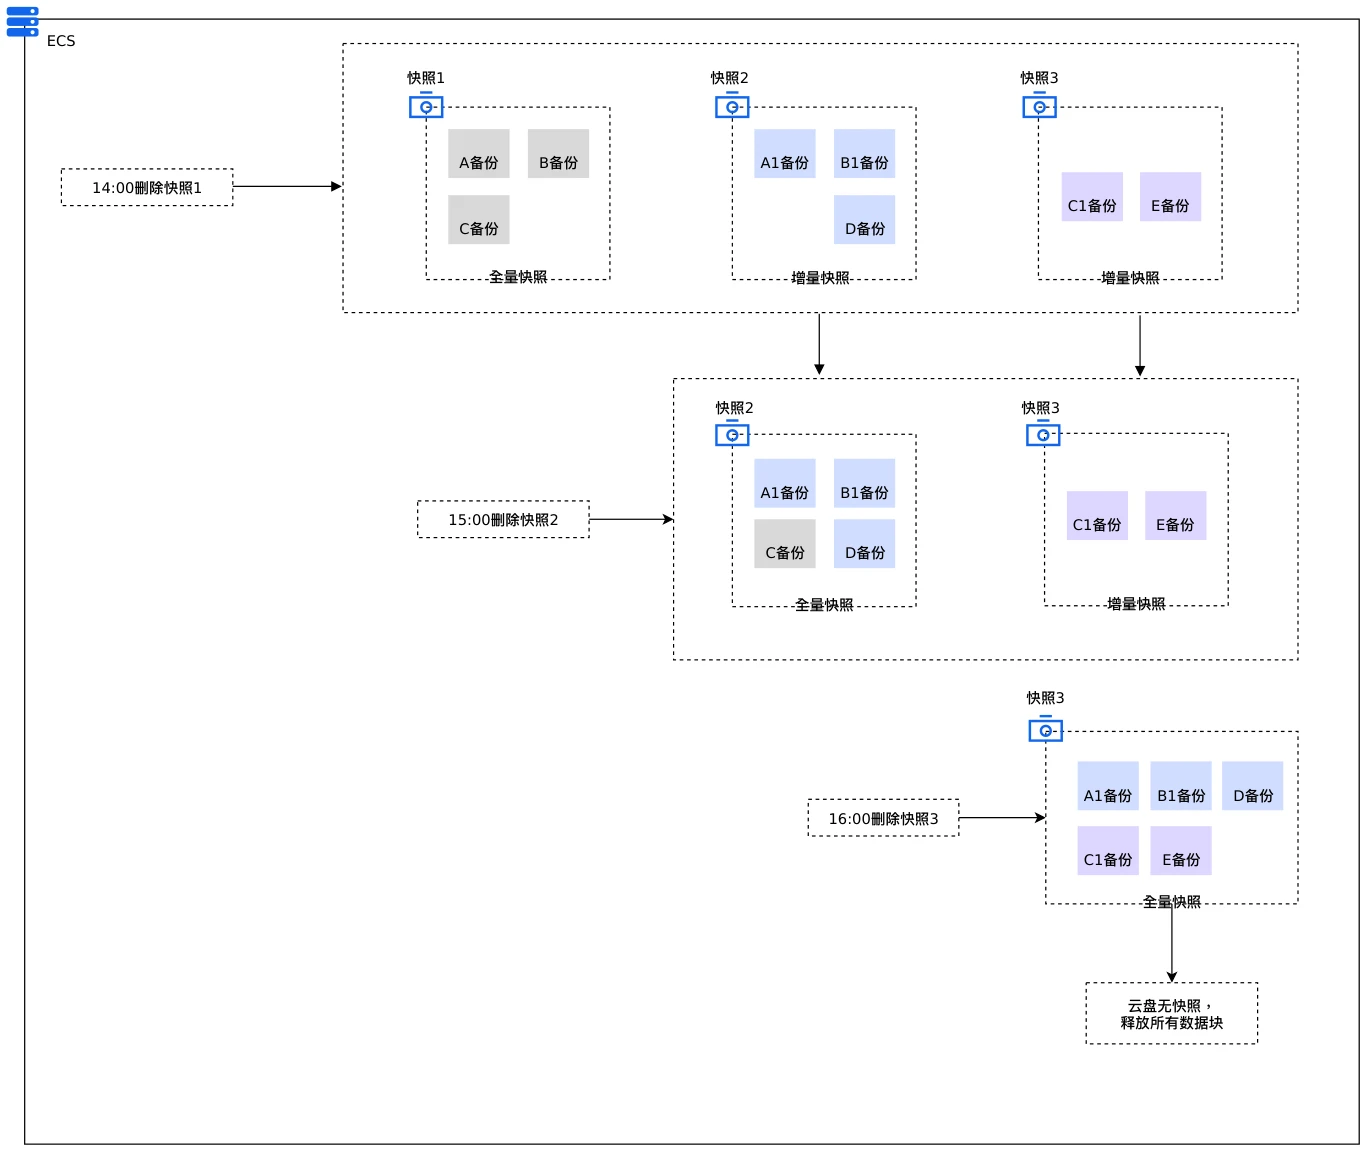 ECS
快照1
快照2
快照3
A备份
B备份
A1备份
B1备份
14:00删除快照1
C1备份
E备份
C备份
D备份
全量快照
增量快照
增量快照
快照2
快照3
A1备份
B1备份
15:00删除快照2
C1备份
E备份
C备份
D备份
全量快照
增量快照
快照3
A1备份
B1备份
D备份
16:00删除快照3
C1备份
E备份
全量快照
云盘无快照，
释放所有数据块